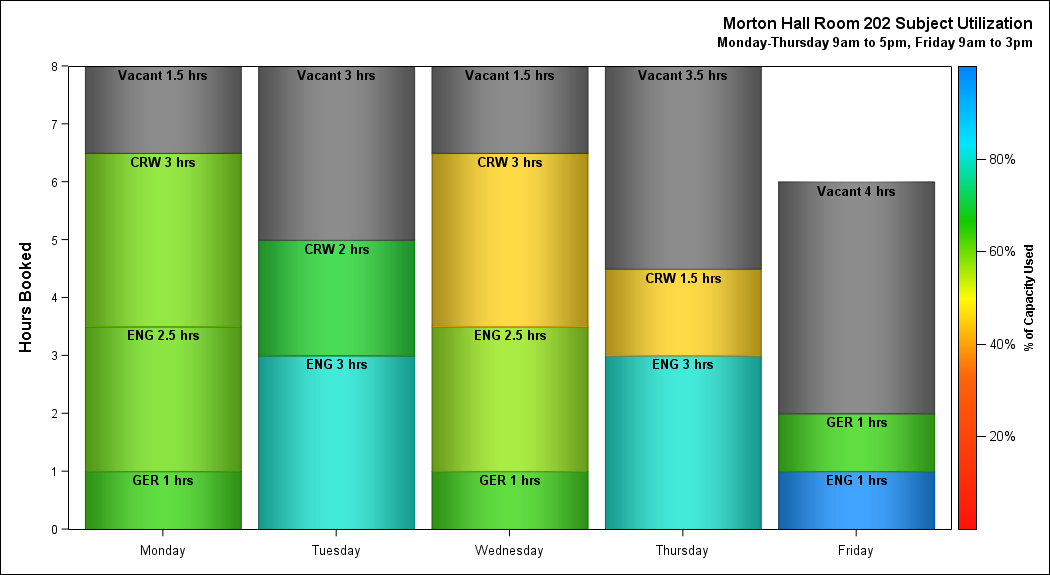 Morton Hall Room 202 Subject Utilization
Monday-Thursday 9am to 5pm, Friday 9am to 3pm
Hours Booked
8
7
6
5
4
3
2
1
0
Vacant 1.5 hrs
CRW 3 hrs
ENG 2.5 hrs
GER 1 hrs
Vacant 3 hrs
CRW 2 hrs
ENG 3 hrs
Vacant 1.5 hrs
CRW 3 hrs
ENG 2.5 hrs
GER 1 hrs
Vacant 3.5 hrs
CRW 1.5 hrs
ENG 3 hrs
Vacant 4 hrs
GER 1 hrs
ENG 1 hrs
Monday Tuesday Wednesday Thursday Friday
80%
60%
40%
20%
% of Capacity Used